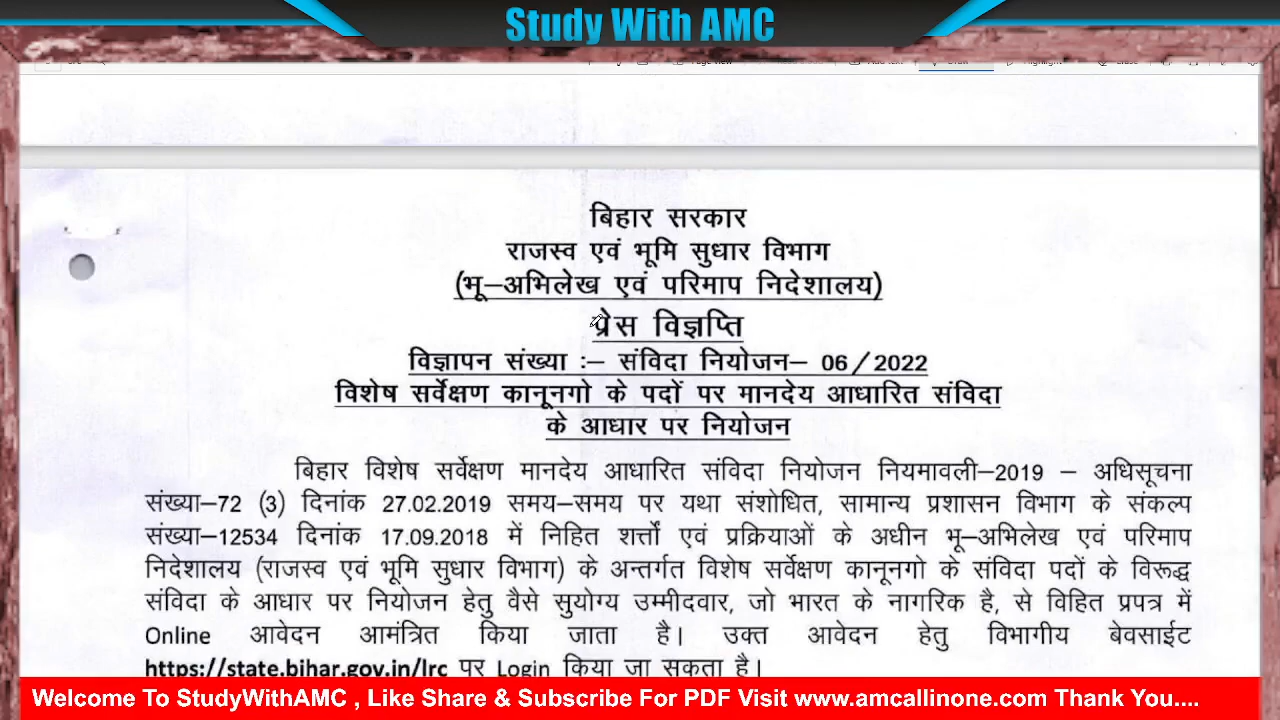 Study With AMC
बिहार सरकार
राजस्व एवं भूमि सुधार विभाग
(भू–अभिलेख एवं परिमाप निदेशालय)
प्रेस विज्ञप्ति
विज्ञापन संख्या :– संविदा नियोजन– 06/2022
विशेष सर्वेक्षण कानूनगो के पदों पर मानदेय आधारित संविदा
के आधार पर नियोजन
बिहार विशेष सर्वेक्षण मानदेय आधारित संविदा नियोजन नियमावली–2019 – अधिसूचना
संख्या–72 (3) दिनांक 27.02.2019 समय–समय पर यथा संशोधित, सामान्य प्रशासन विभाग के संकल्प
संख्या–12534 दिनांक 17.09.2018 में निहित शर्त्तों एवं प्रक्रियाओं के अधीन भू–अभिलेख एवं परिमाप
निदेशालय (राजस्व एवं भूमि सुधार विभाग) के अन्तर्गत विशेष सर्वेक्षण कानूनगो के संविदा पदों के विरूद्ध
संविदा के आधार पर नियोजन हेतु वैसे सुयोग्य उम्मीदवार, जो भारत के नागरिक है, से विहित प्रपत्र में
Online आवेदन आमंत्रित किया जाता है। उक्त आवेदन हेतु विभागीय बेवसाईट
https://state.bihar.gov.in/lrc पर Login किया जा सकता है।
Welcome To StudyWithAMC , Like Share & Subscribe For PDF Visit www.amcallinone.com Thank You....